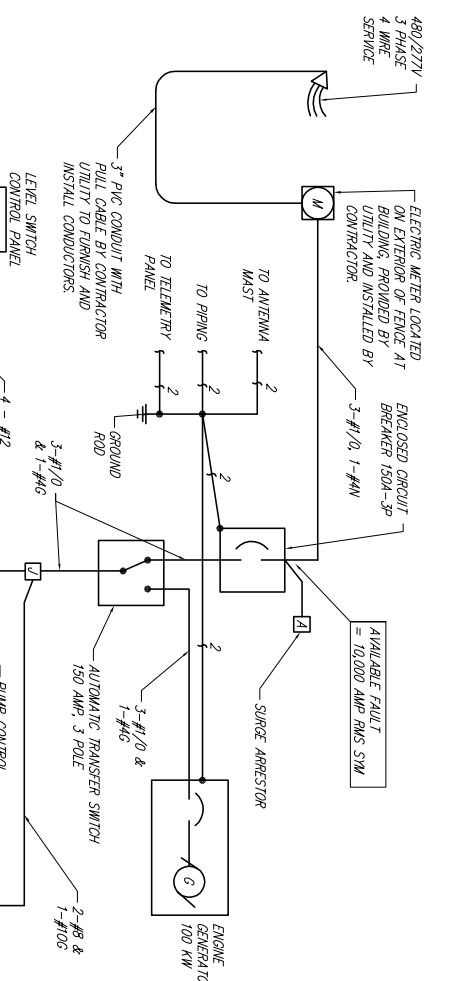 480/277V
3 PHASE
4 WIRE
SERVICE
ELECTRIC METER LOCATED
ON EXTERIOR OF FENCE AT
BUILDING, PROVIDED BY
UTILITY AND INSTALLED BY
CONTRACTOR.
M
3-#1/0, 1-#4N
ENCLOSED CIRCUIT
BREAKER 150A-3P
AVAILABLE FAULT
= 10,000 AMP RMS SYM
A
SURGE ARRESTOR
3" PVC CONDUIT WITH
PULL CABLE BY CONTRACTOR
UTILITY TO FURNISH AND
INSTALL CONDUCTORS.
TO ANTENNA
MAST
2
TO PIPING
2
TO TELEMETRY
PANEL
2
2
2
GROUND
ROD
3-#1/0
& 1-#4G
3-#1/0 &
1-#4G
G
ENGINE
GENERATO
100 KW
AUTOMATIC TRANSFER SWITCH
150 AMP, 3 POLE
J
2-#8 &
1-#10G
LEVEL SWITCH
CONTROL PANEL
4 - #12
PUMP CONTROL